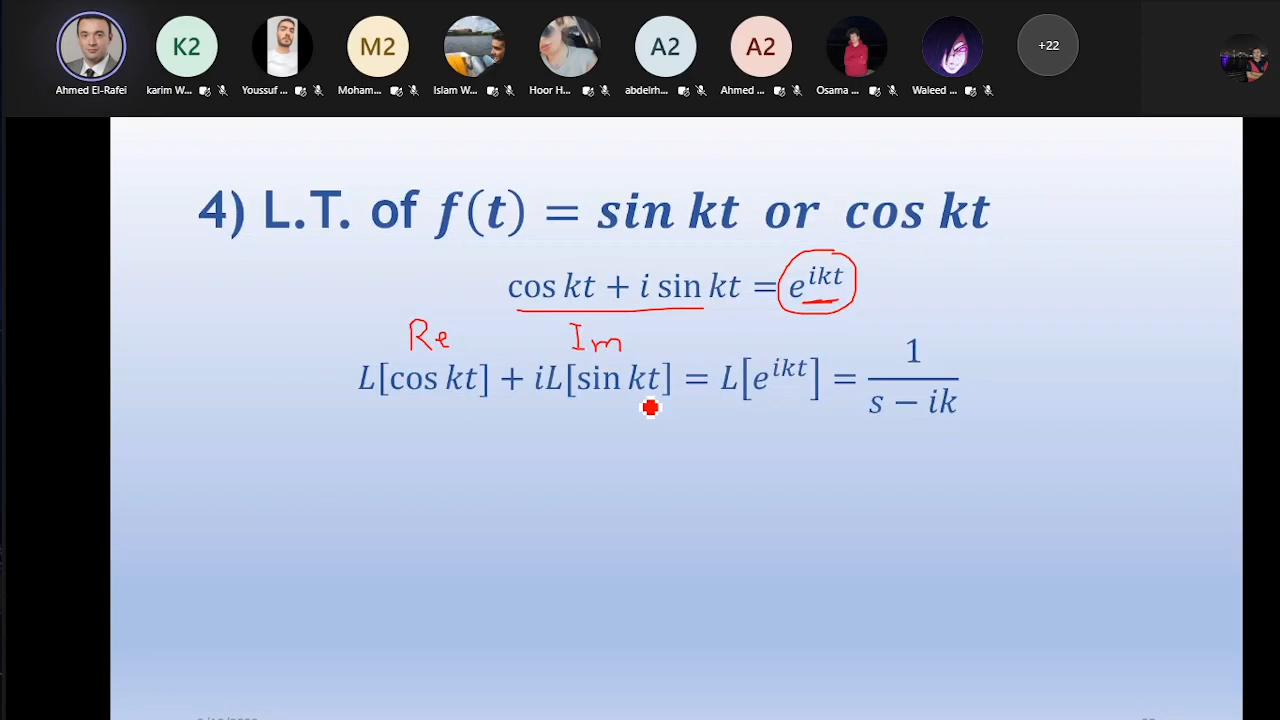 K2 M2 A2 A2 +22
Ahmed El-Rafei karim W... Youssuf ... Moham... Islam W... Hoor H... abdelrh... Ahmed ... Osama ... Waleed ...
4) L.T. of f(t) = sin kt or cos kt
cos kt + i sin kt = e^{ikt}
Re Im
L[cos kt] + iL[sin kt] = L[e^{ikt}] = \frac{1}{s − ik}